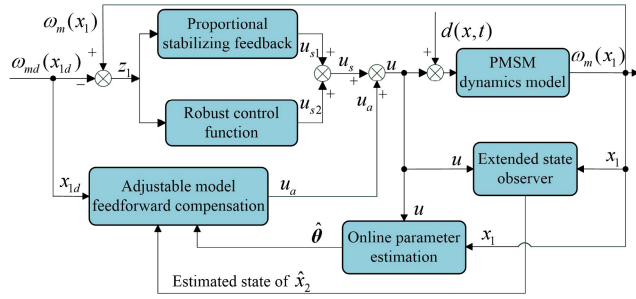 ω_m(x_1)
Proportional
stabilizing feedback
d(x,t)
+
ω_md(x_1d)
−
z_1
u_s1
+
u_s
+
u
+
PMSM
dynamics model
ω_m(x_1)
Robust control
function
u_s2
+
u_a
+
x_1d
Adjustable model
feedforward compensation
u_a
u
Extended state
observer
x_1
u
θ̂
Online parameter
estimation
x_1
Estimated state of x̂_2